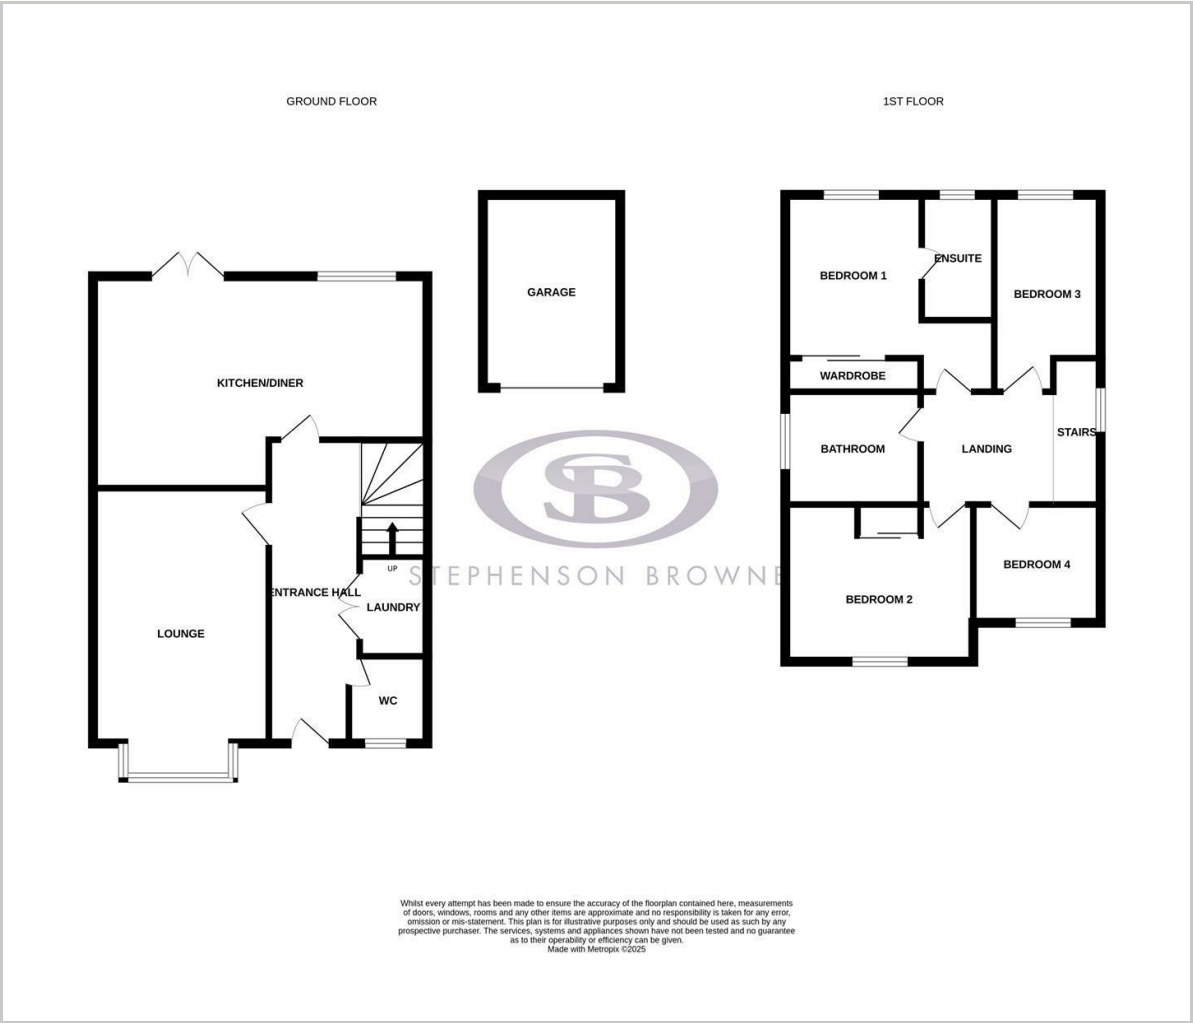 GROUND FLOOR
1ST FLOOR
GARAGE
KITCHEN/DINER
UP
ENTRANCE HALL
LAUNDRY
LOUNGE
WC
BEDROOM 1
ENSUITE
BEDROOM 3
WARDROBE
BATHROOM
LANDING
STAIRS
BEDROOM 2
BEDROOM 4
SB
STEPHENSON BROWNE
Whilst every attempt has been made to ensure the accuracy of the floorplan contained here, measurements
of doors, windows, rooms and any other items are approximate and no responsibility is taken for any error,
omission or mis-statement. This plan is for illustrative purposes only and should be used as such by any
prospective purchaser. The services, systems and appliances shown have not been tested and no guarantee
as to their operability or efficiency can be given.
Made with Metropix ©2025